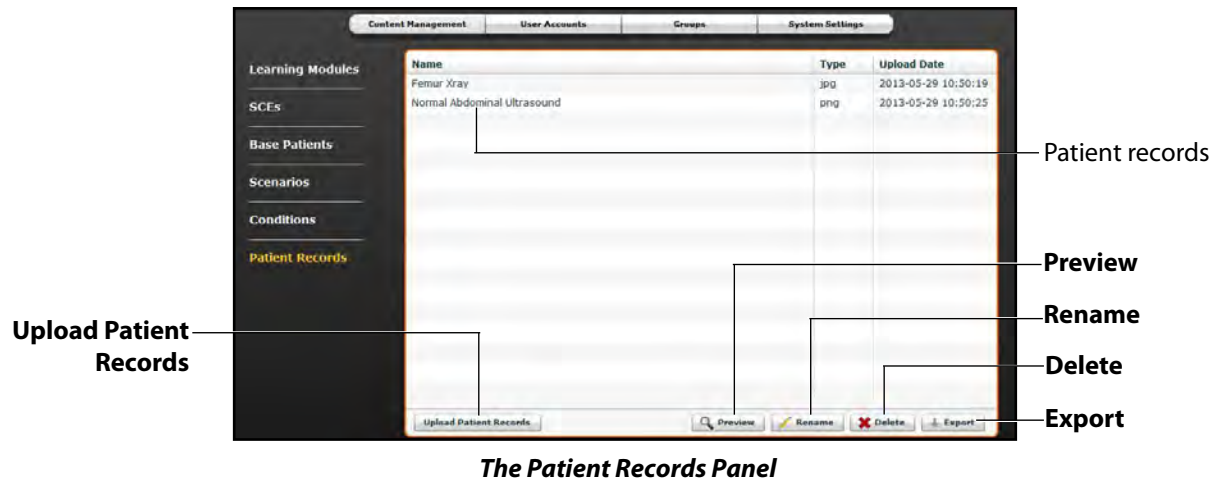 Content Management User Accounts Groups System Settings
Learning Modules
SCEs
Base Patients
Scenarios
Conditions
Patient Records
Name Type Upload Date
Femur Xray jpg 2013-05-29 10:50:19
Normal Abdominal Ultrasound png 2013-05-29 10:50:25
Upload Patient Records Preview Rename Delete Export
Patient records
Preview
Rename
Delete
Export
Upload Patient
Records
The Patient Records Panel